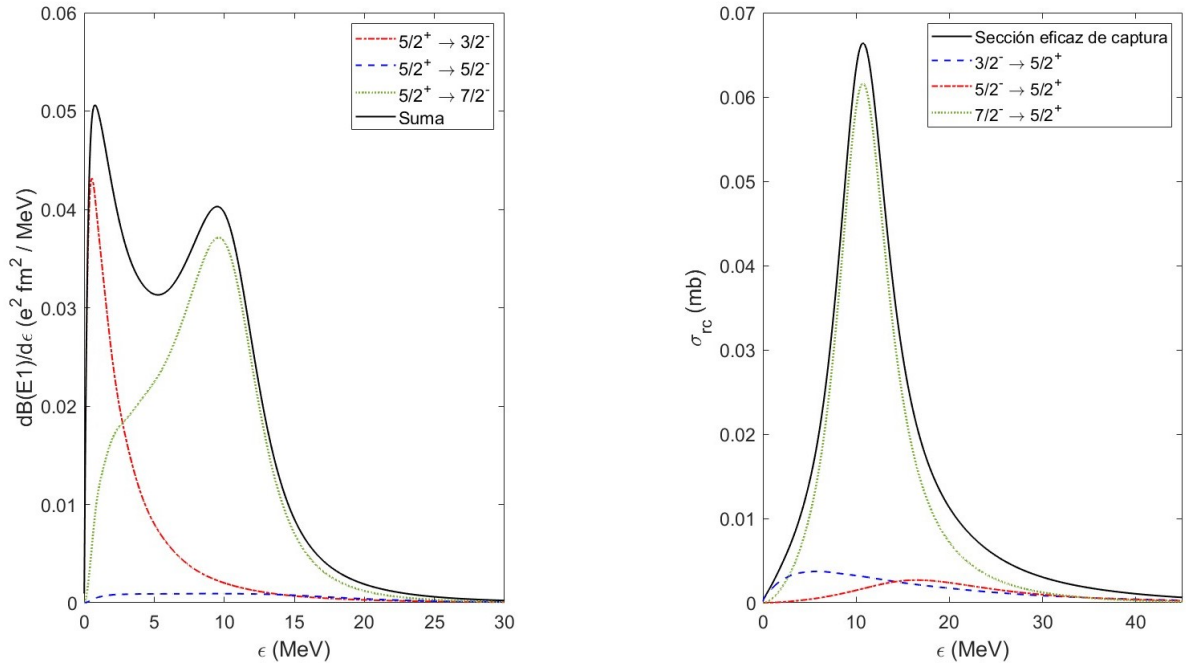 0.06
0.05
0.04
0.03
0.02
0.01
0
dB(E1)/dϵ (e² fm² / MeV)
5/2⁺ → 3/2⁻
5/2⁺ → 5/2⁻
5/2⁺ → 7/2⁻
Suma
0 5 10 15 20 25 30
ϵ (MeV)
0.07
0.06
0.05
0.04
0.03
0.02
0.01
0
σrc (mb)
Sección eficaz de captura
3/2⁻ → 5/2⁺
5/2⁻ → 5/2⁺
7/2⁻ → 5/2⁺
0 10 20 30 40
ϵ (MeV)